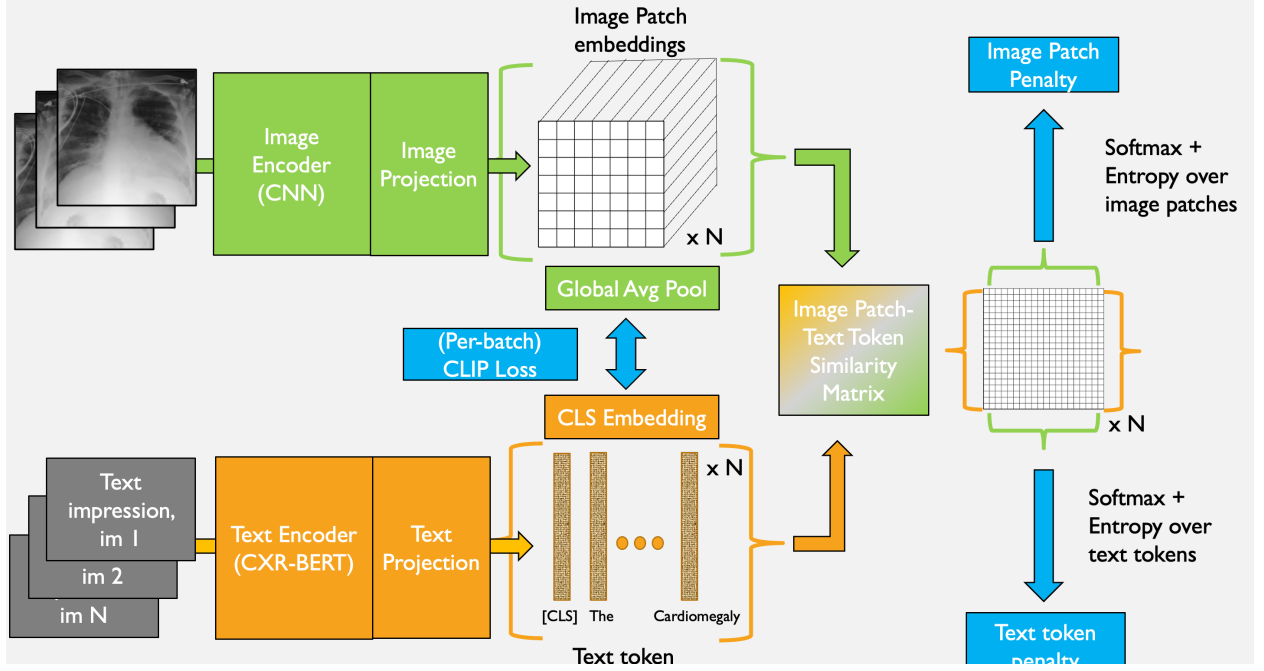 Image Patch
embeddings
Image
Encoder
(CNN)
Image
Projection
x N
Global Avg Pool
(Per-batch)
CLIP Loss
CLS Embedding
Text
impression,
im 1
im 2
im N
Text Encoder
(CXR-BERT)
Text
Projection
x N
[CLS] The Cardiomegaly
Text token
Image Patch-
Text Token
Similarity
Matrix
Image Patch
Penalty
Softmax +
Entropy over
image patches
x N
Softmax +
Entropy over
text tokens
Text token
penalty